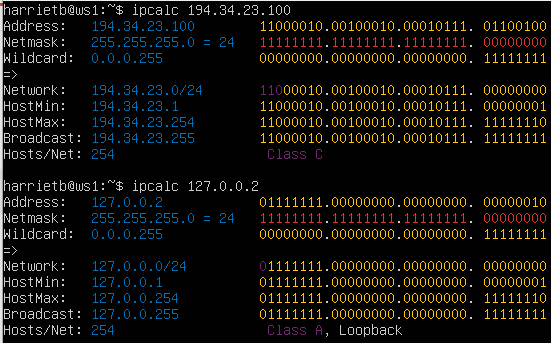 harrietb@ws1:~$ ipcalc 194.34.23.100
Address:   194.34.23.100         11000010.00100010.00010111. 01100100
Netmask:   255.255.255.0 = 24    11111111.11111111.11111111. 00000000
Wildcard:  0.0.0.255             00000000.00000000.00000000. 11111111
=>
Network:   194.34.23.0/24        11000010.00100010.00010111. 00000000
HostMin:   194.34.23.1           11000010.00100010.00010111. 00000001
HostMax:   194.34.23.254         11000010.00100010.00010111. 11111110
Broadcast: 194.34.23.255         11000010.00100010.00010111. 11111111
Hosts/Net: 254                    Class C
harrietb@ws1:~$ ipcalc 127.0.0.2
Address:   127.0.0.2             01111111.00000000.00000000. 00000010
Netmask:   255.255.255.0 = 24    11111111.11111111.11111111. 00000000
Wildcard:  0.0.0.255             00000000.00000000.00000000. 11111111
=>
Network:   127.0.0.0/24          01111111.00000000.00000000. 00000000
HostMin:   127.0.0.1             01111111.00000000.00000000. 00000001
HostMax:   127.0.0.254           01111111.00000000.00000000. 11111110
Broadcast: 127.0.0.255           01111111.00000000.00000000. 11111111
Hosts/Net: 254                    Class A, Loopback